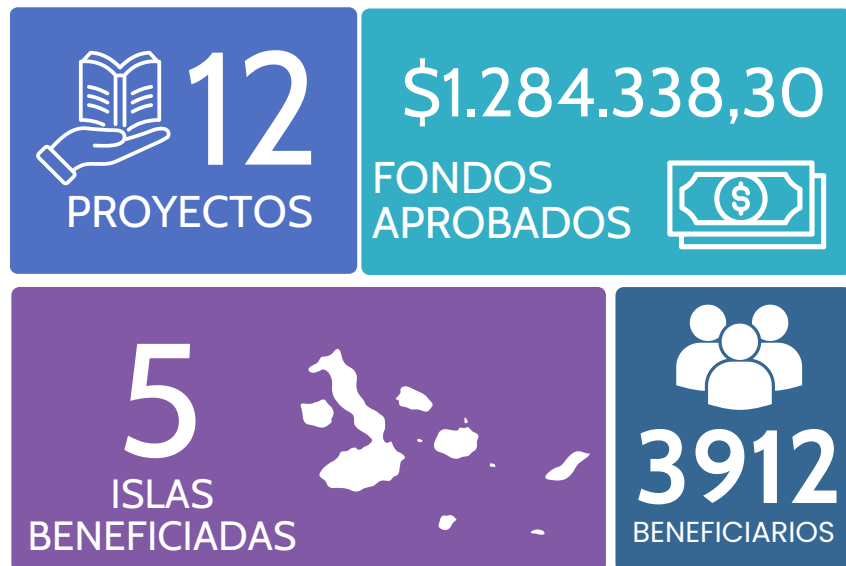 12
PROYECTOS
$1.284.338,30
FONDOS
APROBADOS
$
5
ISLAS
BENEFICIADAS
3912
BENEFICIARIOS